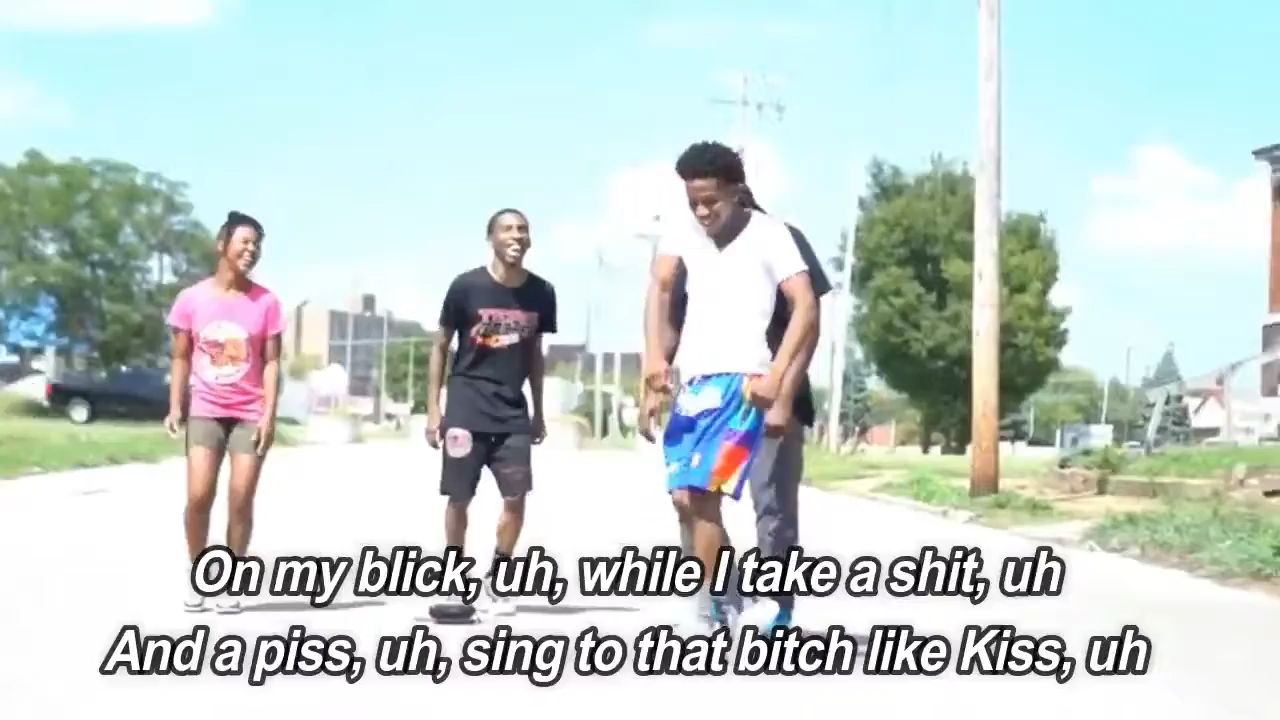 On my blick, uh, while I take a shit, uh
And a piss, uh, sing to that bitch like Kiss, uh